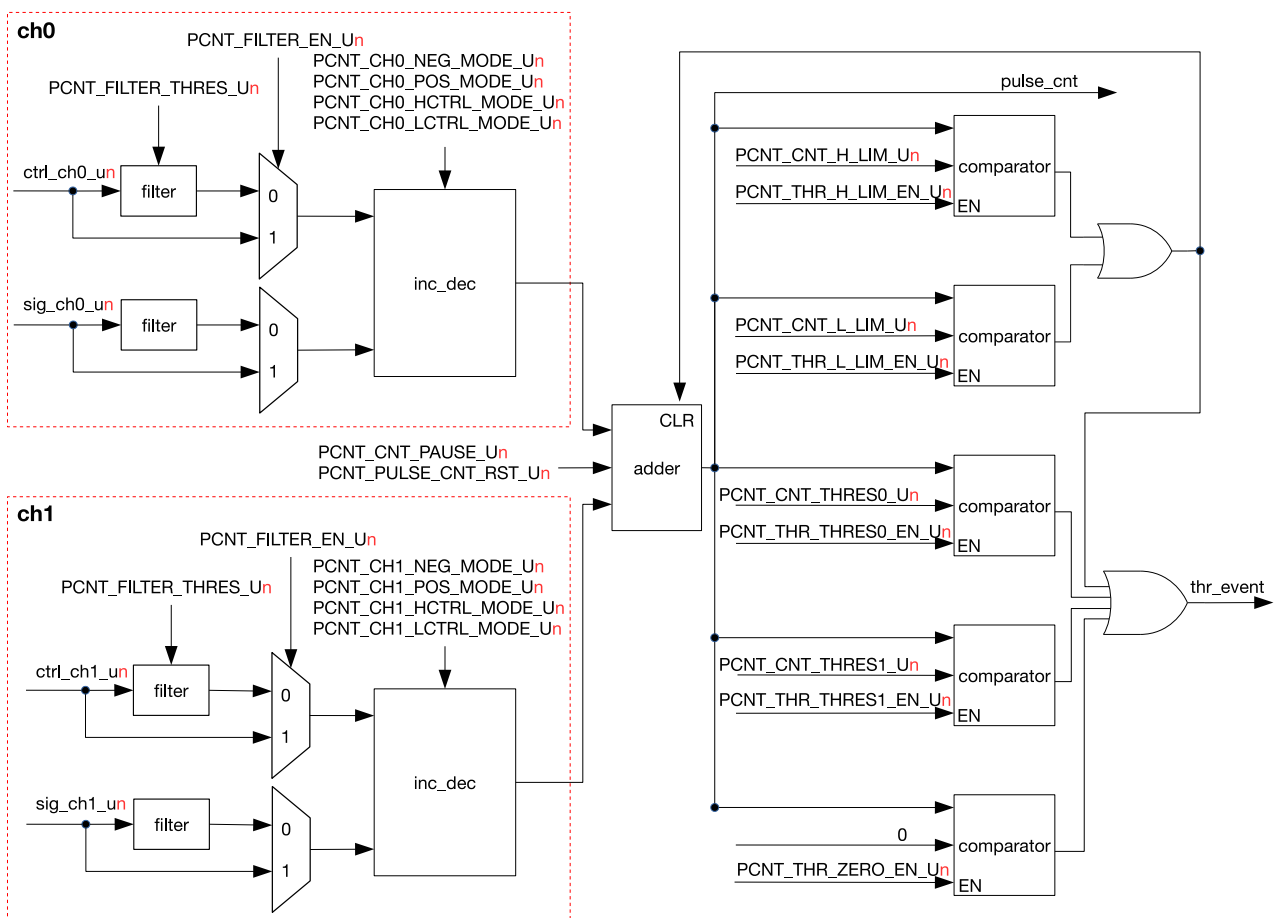 ch0
PCNT_FILTER_EN_Un
PCNT_CH0_NEG_MODE_Un
PCNT_CH0_POS_MODE_Un
PCNT_CH0_HCTRL_MODE_Un
PCNT_CH0_LCTRL_MODE_Un
PCNT_FILTER_THRES_Un
ctrl_ch0_un
filter
0
1
inc_dec
sig_ch0_un
filter
0
1
PCNT_CNT_PAUSE_Un
PCNT_PULSE_CNT_RST_Un
CLR
adder
ch1
PCNT_FILTER_EN_Un
PCNT_CH1_NEG_MODE_Un
PCNT_CH1_POS_MODE_Un
PCNT_CH1_HCTRL_MODE_Un
PCNT_CH1_LCTRL_MODE_Un
PCNT_FILTER_THRES_Un
ctrl_ch1_un
filter
0
1
inc_dec
sig_ch1_un
filter
0
1
pulse_cnt
PCNT_CNT_H_LIM_Un
comparator
PCNT_THR_H_LIM_EN_Un
EN
PCNT_CNT_L_LIM_Un
comparator
PCNT_THR_L_LIM_EN_Un
EN
PCNT_CNT_THRES0_Un
comparator
PCNT_THR_THRES0_EN_Un
EN
thr_event
PCNT_CNT_THRES1_Un
comparator
PCNT_THR_THRES1_EN_Un
EN
0
comparator
PCNT_THR_ZERO_EN_Un
EN